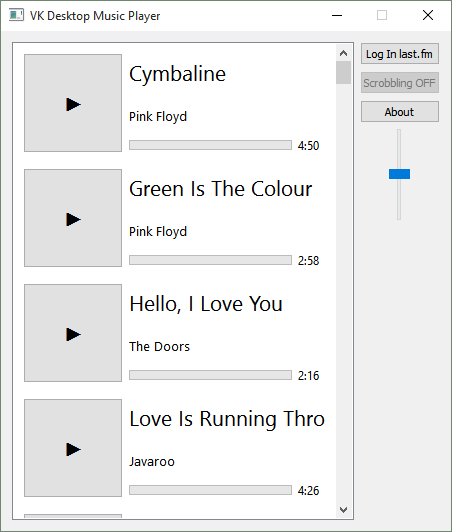 VK Desktop Music Player
Cymbaline
Pink Floyd
4:50
Green Is The Colour
Pink Floyd
2:58
Hello, I Love You
The Doors
2:16
Love Is Running Thro
Javaroo
4:26
Log In last.fm
Scrobbling OFF
About